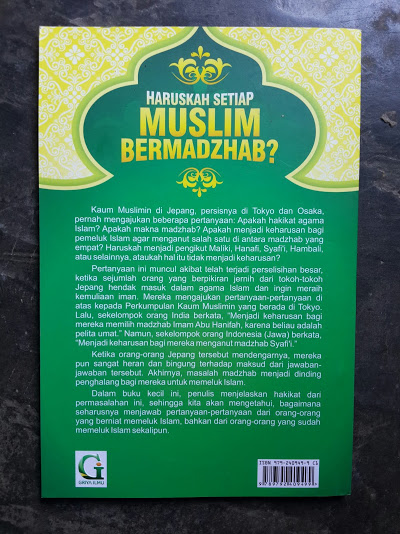 HARUSKAH SETIAP
MUSLIM
BERMADZHAB?
Kaum Muslimin di Jepang, persisnya di Tokyo dan Osaka,
pernah mengajukan beberapa pertanyaan: Apakah hakikat agama
Islam? Apakah makna madzhab? Apakah menjadi keharusan bagi
pemeluk Islam agar menganut salah satu di antara madzhab yang
empat? Haruskah menjadi pengikut Maliki, Hanafi, Syafi'i, Hambali,
atau selainnya, ataukah hal itu tidak menjadi keharusan?
Pertanyaan ini muncul akibat telah terjadi perselisihan besar,
ketika sejumlah orang yang berpikiran jernih dari tokoh-tokoh
Jepang hendak masuk dalam agama Islam dan ingin meraih
kemuliaan iman. Mereka mengajukan pertanyaan-pertanyaan di
atas kepada Perkumpulan Kaum Muslimin yang berada di Tokyo.
Lalu, sekelompok orang India berkata, "Menjadi keharusan bagi
mereka memilih madzhab Imam Abu Hanifah, karena beliau adalah
pelita umat." Namun, sekelompok orang Indonesia (Jawa) berkata,
"Menjadi keharusan bagi mereka menganut madzhab Syafi'i."
Ketika orang-orang Jepang tersebut mendengarnya, mereka
pun sangat heran dan bingung terhadap maksud dari jawaban-
jawaban tersebut. Akhirnya, masalah madzhab menjadi dinding
penghalang bagi mereka untuk memeluk Islam.
Dalam buku kecil ini, penulis menjelaskan hakikat dari
permasalahan ini, sehingga kita akan mengetahui, bagaimana
seharusnya menjawab pertanyaan-pertanyaan dari orang-orang
yang berniat memeluk Islam, bahkan dari orang-orang yang sudah
memeluk Islam sekalipun.
GRIYA ILMU
ISBN 979-240949-9